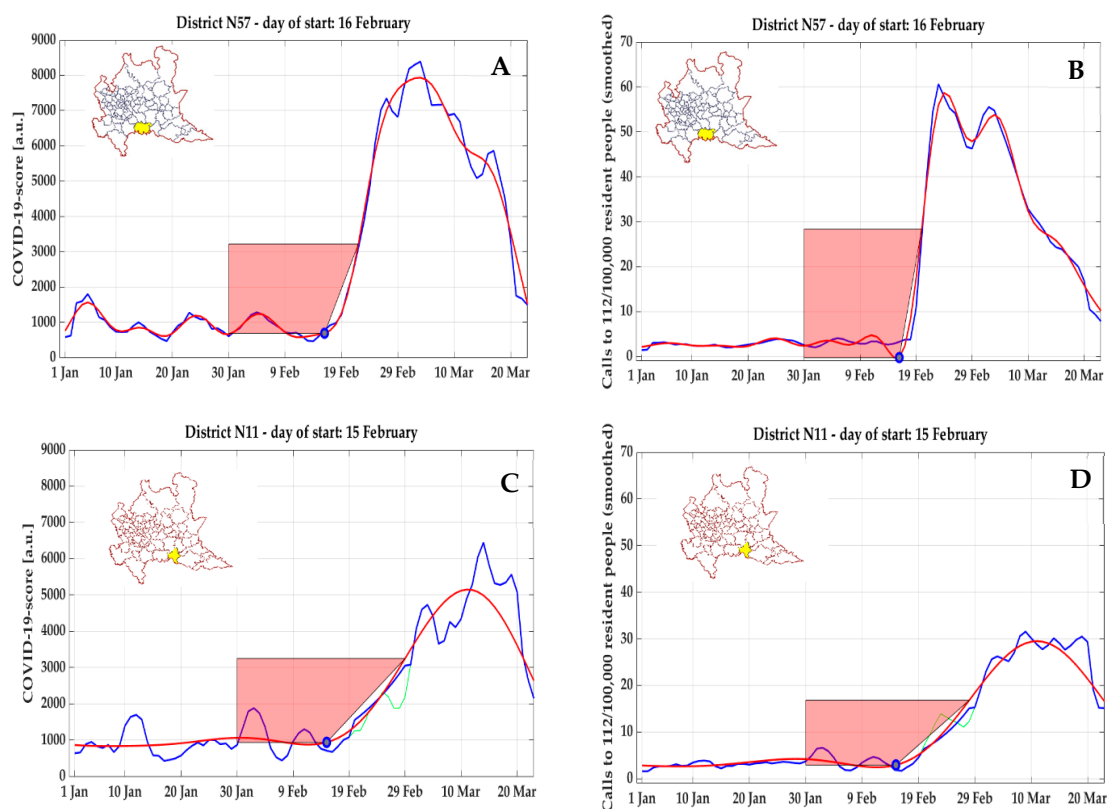 District N57 - day of start: 16 February
A
COVID-19-score [a.u.]
9000
8000
7000
6000
5000
4000
3000
2000
1000
0
1 Jan 10 Jan 20 Jan 30 Jan 9 Feb 19 Feb 29 Feb 10 Mar 20 Mar
District N57 - day of start: 16 February
B
Calls to 112/100,000 resident people (smoothed)
70
60
50
40
30
20
10
0
1 Jan 10 Jan 20 Jan 30 Jan 9 Feb 19 Feb 29 Feb 10 Mar 20 Mar
District N11 - day of start: 15 February
C
COVID-19-score [a.u.]
9000
8000
7000
6000
5000
4000
3000
2000
1000
0
1 Jan 10 Jan 20 Jan 30 Jan 9 Feb 19 Feb 29 Feb 10 Mar 20 Mar
District N11 - day of start: 15 February
D
Calls to 112/100,000 resident people (smoothed)
70
60
50
40
30
20
10
0
1 Jan 10 Jan 20 Jan 30 Jan 9 Feb 19 Feb 29 Feb 10 Mar 20 Mar